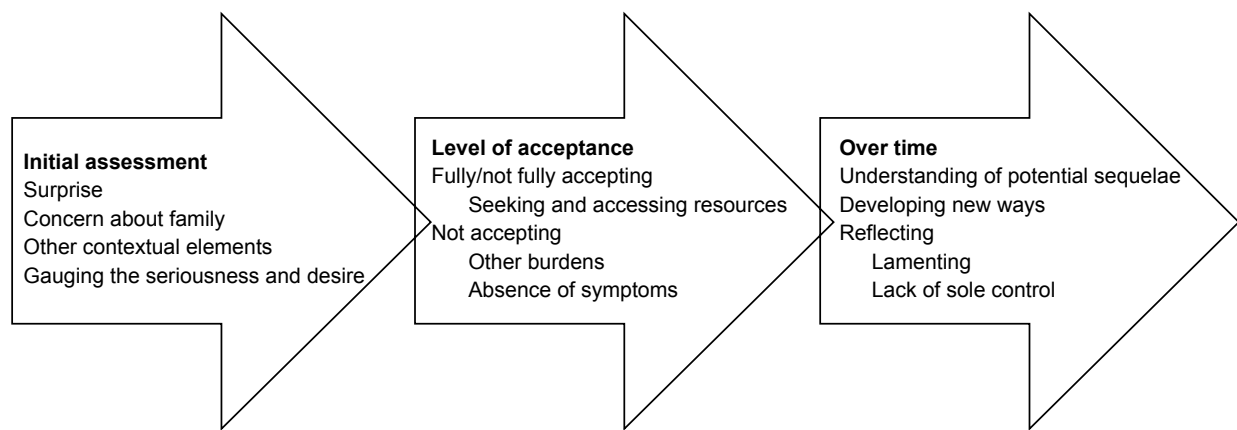 Initial assessment
Surprise
Concern about family
Other contextual elements
Gauging the seriousness and desire
Level of acceptance
Fully/not fully accepting
Seeking and accessing resources
Not accepting
Other burdens
Absence of symptoms
Over time
Understanding of potential sequelae
Developing new ways
Reflecting
Lamenting
Lack of sole control